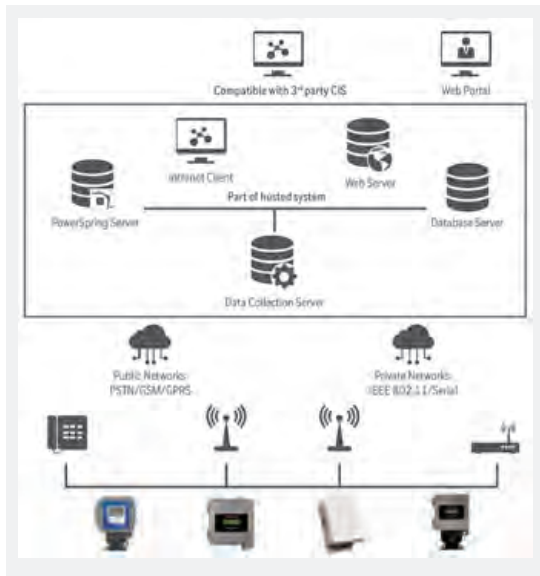 Compatible with 3rd party CIS
Web Portal
Intranet Client
Web Server
Part of hosted system
PowerSpring Server
Database Server
Data Collection Server
Public Networks:
PSTN/GSM/GPRS
Private Networks:
IEEE 802.11/Serial